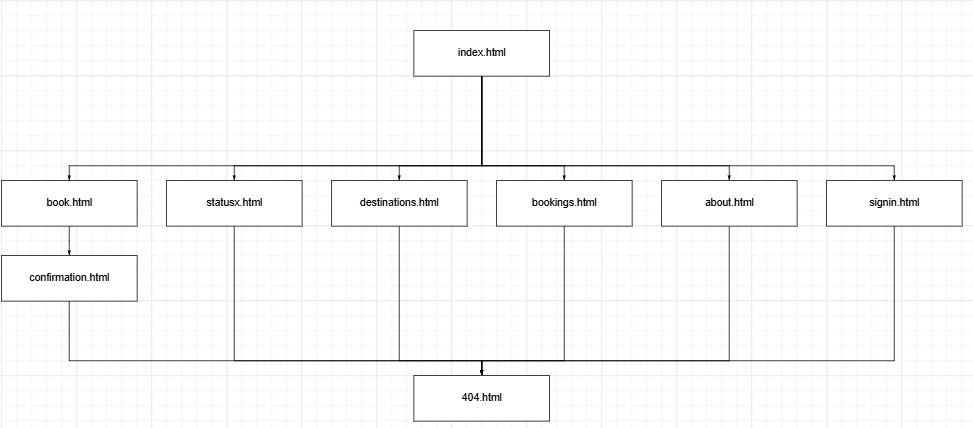 index.html
book.html
statusx.html
destinations.html
bookings.html
about.html
signin.html
confirmation.html
404.html